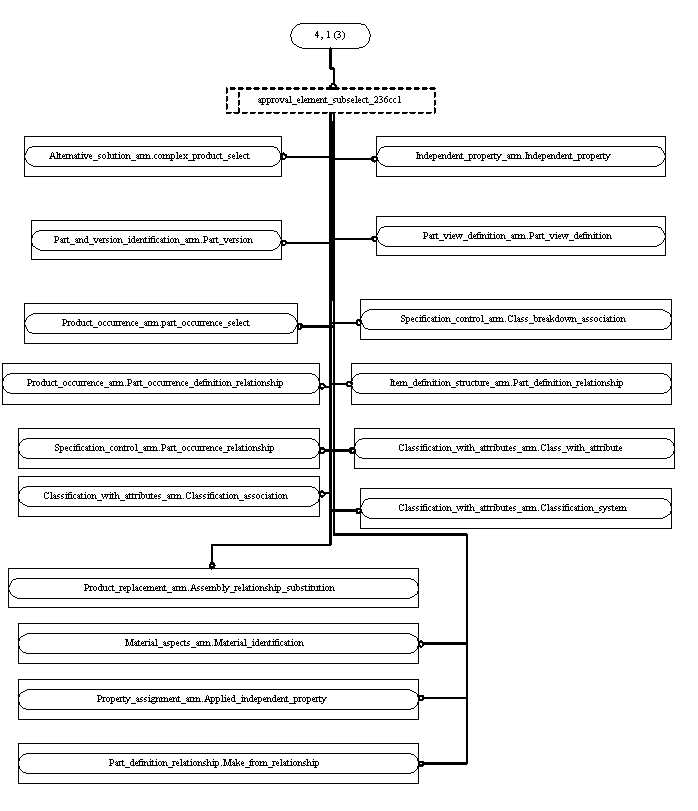 4, 1 (3)
approval_element_subselect_236cc1
Alternative_solution_arm.complex_product_select
Independent_property_arm.Independent_property
Part_and_version_identification_arm.Part_version
Part_view_definition_arm.Part_view_definition
Product_occurrence_arm.part_occurrence_select
Specification_control_arm.Class_breakdown_association
Product_occurrence_arm.Part_occurrence_definition_relationship
Item_definition_structure_arm.Part_definition_relationship
Specification_control_arm.Part_occurrence_relationship
Classification_with_attributes_arm.Class_with_attribute
Classification_with_attributes_arm.Classification_association
Classification_with_attributes_arm.Classification_system
Product_replacement_arm.Assembly_relationship_substitution
Material_aspects_arm.Material_identification
Property_assignment_arm.Applied_independent_property
Part_definition_relationship.Make_from_relationship